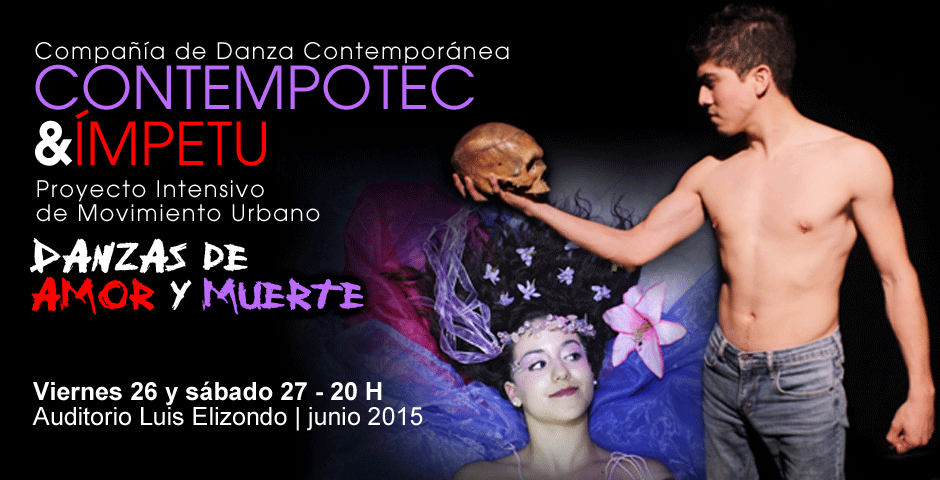 Compañía de Danza Contemporánea
CONTEMPOTEC
&ÍMPETU
Proyecto Intensivo
de Movimiento Urbano
DANZAS DE
AMOR Y MUERTE
Viernes 26 y sábado 27 - 20 H
Auditorio Luis Elizondo | junio 2015